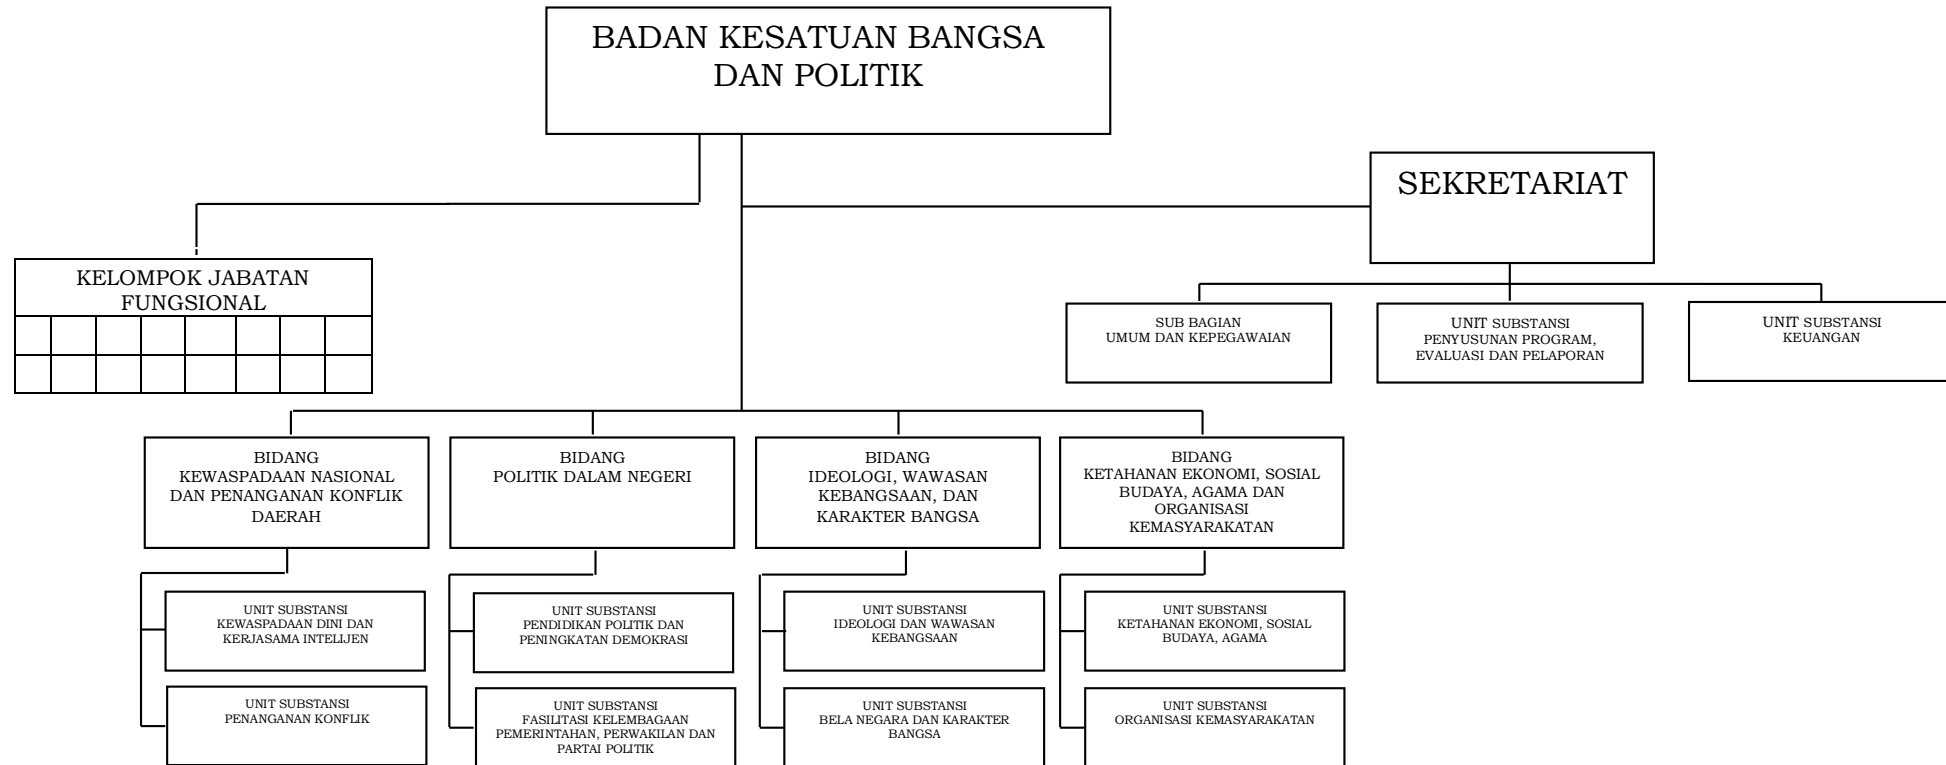 BADAN KESATUAN BANGSA
DAN POLITIK
SEKRETARIAT
KELOMPOK JABATAN
FUNGSIONAL
SUB BAGIAN
UMUM DAN KEPEGAWAIAN
UNIT SUBSTANSI
PENYUSUNAN PROGRAM,
EVALUASI DAN PELAPORAN
UNIT SUBSTANSI
KEUANGAN
BIDANG
KEWASPADAAN NASIONAL
DAN PENANGANAN KONFLIK
DAERAH
BIDANG
POLITIK DALAM NEGERI
BIDANG
IDEOLOGI, WAWASAN
KEBANGSAAN, DAN
KARAKTER BANGSA
BIDANG
KETAHANAN EKONOMI, SOSIAL
BUDAYA, AGAMA DAN
ORGANISASI
KEMASYARAKATAN
UNIT SUBSTANSI
KEWASPADAAN DINI DAN
KERJASAMA INTELIJEN
UNIT SUBSTANSI
PENDIDIKAN POLITIK DAN
PENINGKATAN DEMOKRASI
UNIT SUBSTANSI
IDEOLOGI DAN WAWASAN
KEBANGSAAN
UNIT SUBSTANSI
KETAHANAN EKONOMI, SOSIAL
BUDAYA, AGAMA
UNIT SUBSTANSI
PENANGANAN KONFLIK
UNIT SUBSTANSI
FASILITASI KELEMBAGAAN
PEMERINTAHAN, PERWAKILAN DAN
PARTAI POLITIK
UNIT SUBSTANSI
BELA NEGARA DAN KARAKTER
BANGSA
UNIT SUBSTANSI
ORGANISASI KEMASYARAKATAN